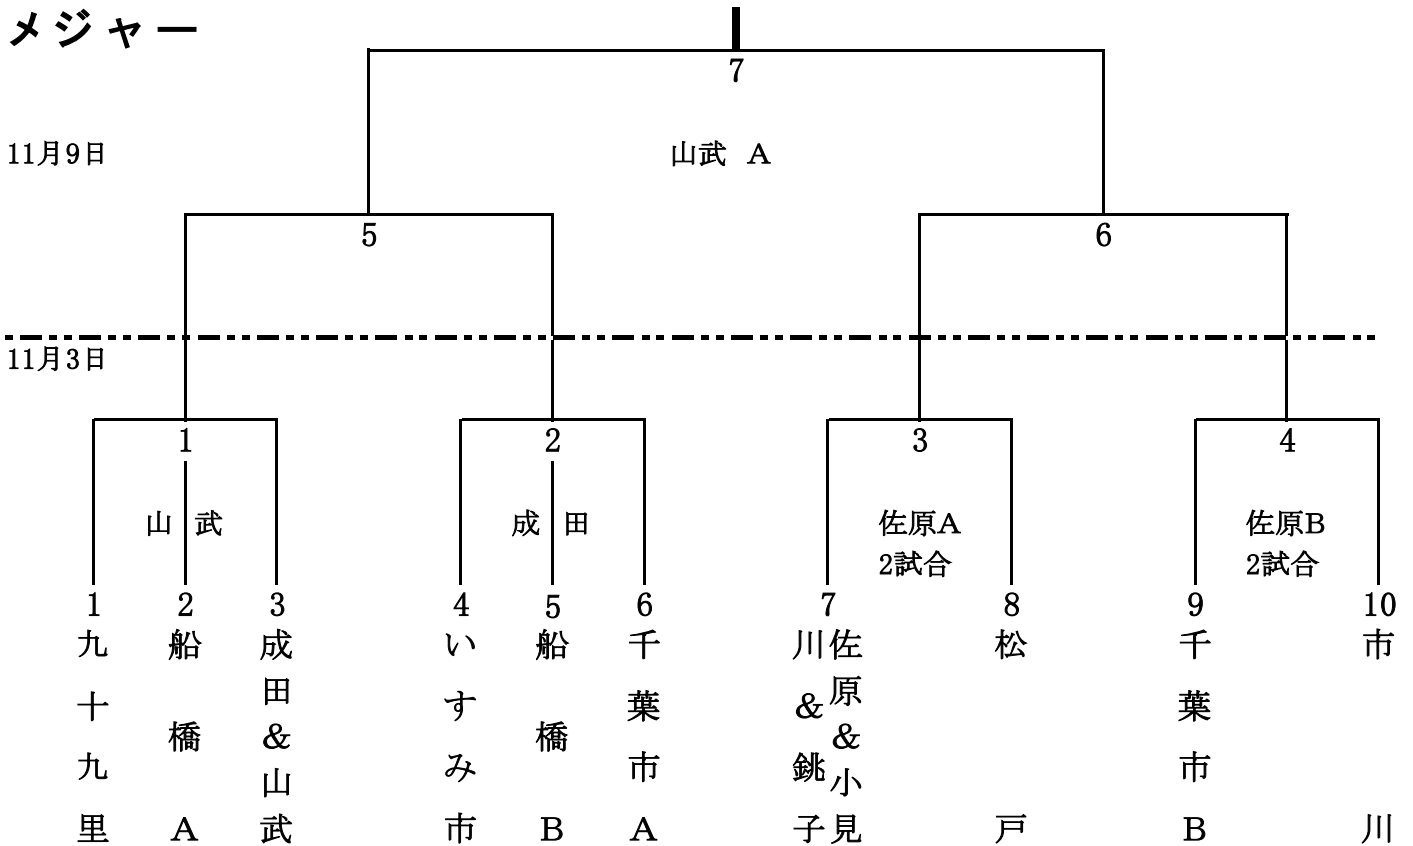 メジャー
7
11月9日
山武 A
5
6
11月3日
1
2
3
4
山武
成田
佐原A
2試合
佐原B
2試合
1
2
3
4
5
6
7
8
9
10
九十九里
船橋A
成田&山武
いすみ市
船橋B
千葉市A
佐原&小見
川&銚子
松戸
千葉市B
市川